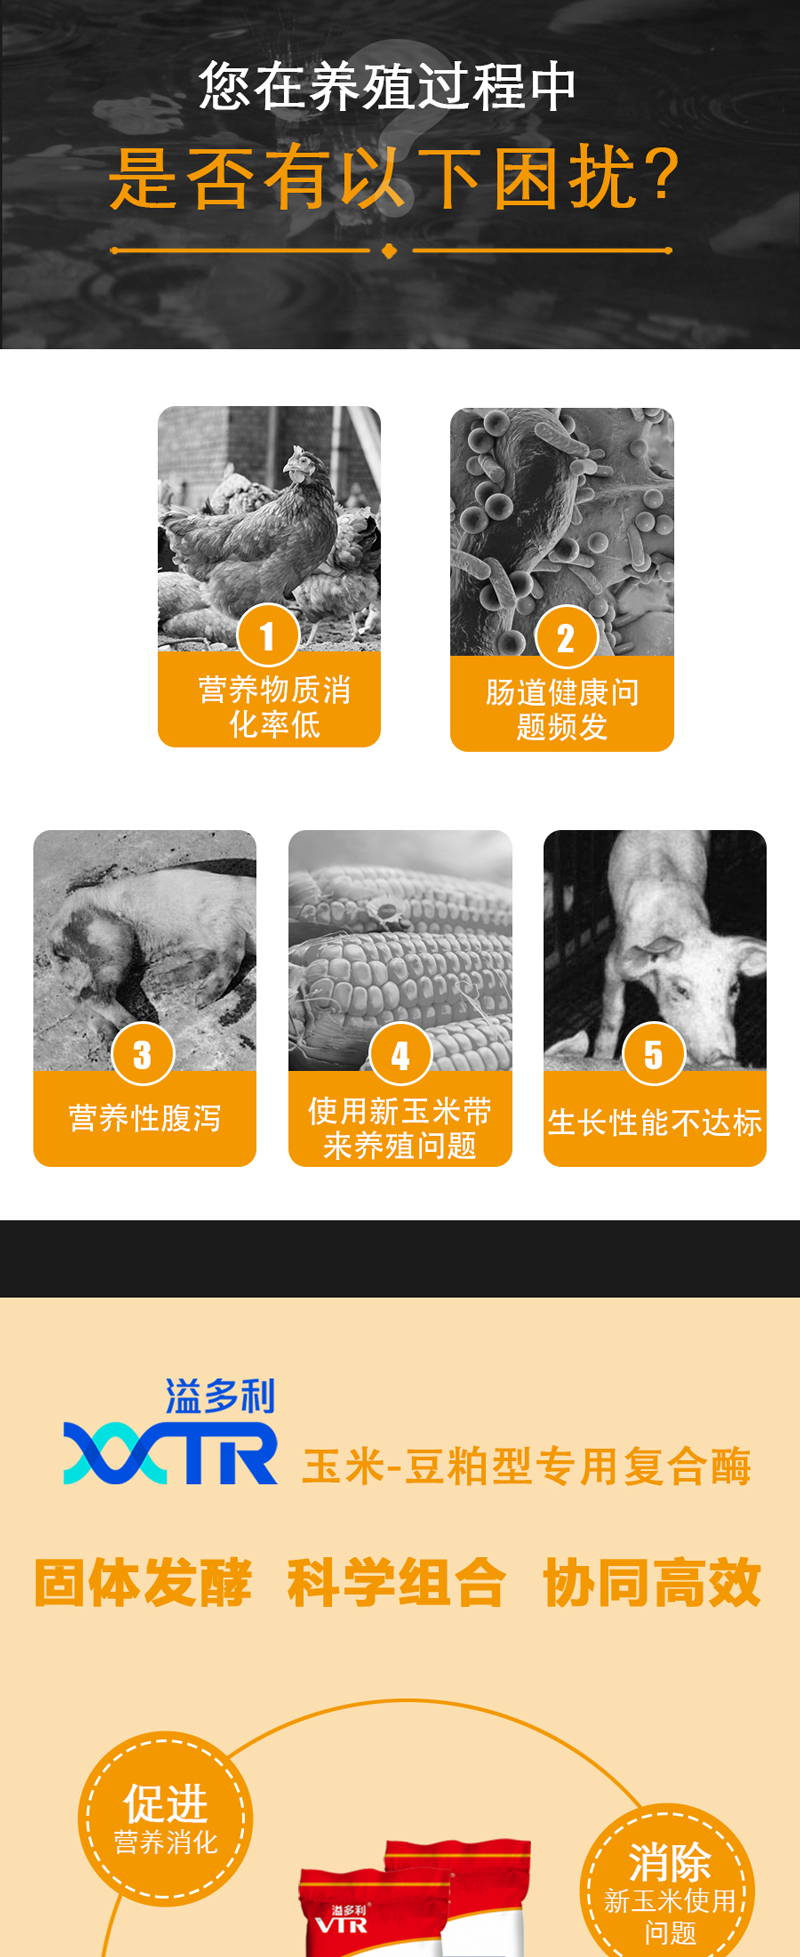 您在养殖过程中
是否有以下困扰?
1
营养物质消
化率低
2
肠道健康问
题频发
3
营养性腹泻
4
使用新玉米带
来养殖问题
5
生长性能不达标
溢多利
VTR
玉米-豆粕型专用复合酶
固体发酵 科学组合 协同高效
促进
营养消化
消除
新玉米使用
问题
溢多利®
VTR